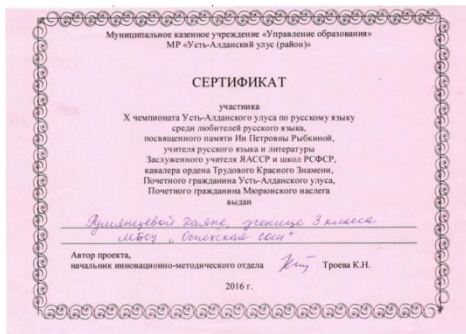 Муниципальное казенное учреждение «Управление образования»
МР «Усть-Алданский улус (район)»
СЕРТИФИКАТ
участника
X чемпионата Усть-Алданского улуса по русскому языку
среди любителей русского языка,
посвященного памяти Ии Петровны Рыбкиной,
учителя русского языка и литературы
Заслуженного учителя ЯАССР и школ РСФСР,
кавалера ордена Трудового Красного Знамени,
Почетного гражданина Усть-Алданского улуса,
Почетного гражданина Мюрюнского наслега
выдан
Румянцевой Даяне, ученице 3 класса
МБОУ „ Оспехская сош "
Автор проекта,
начальник инновационно-методического отдела Троева К.Н.
2016 г.